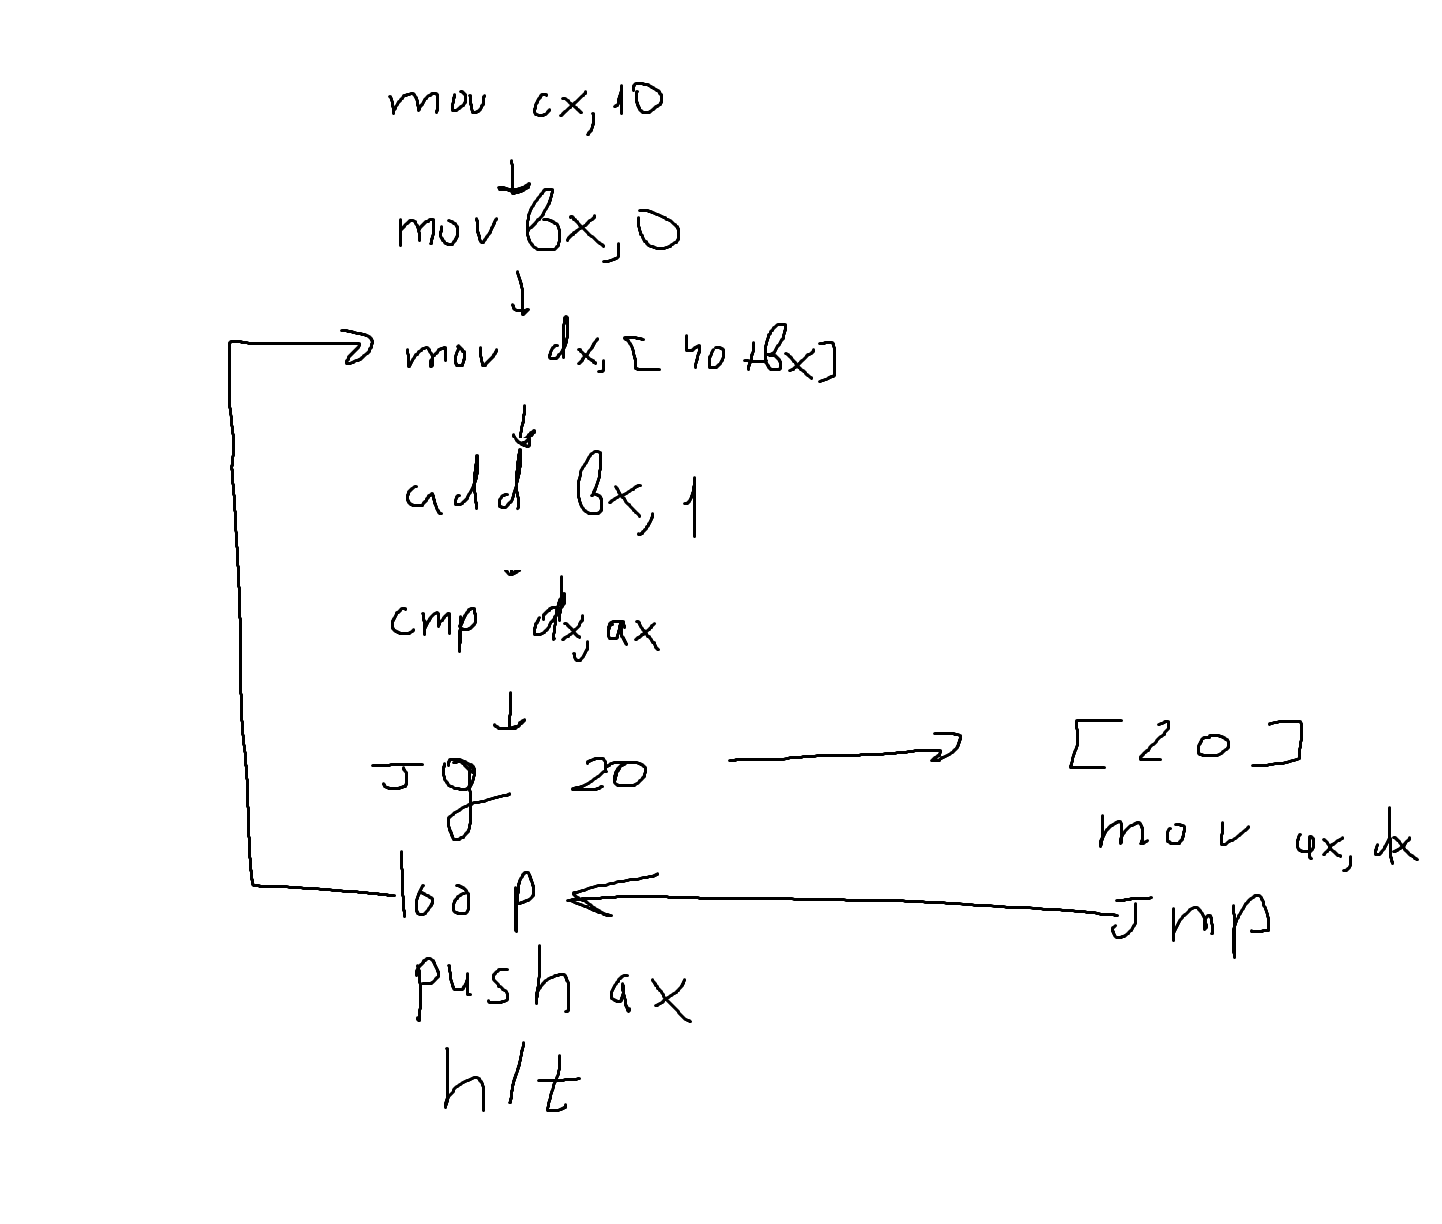 mov cx, 10
mov bx, 0
mov dx, [40+bx]
add bx, 1
cmp dx, ax
Jg 20
[20]
mov ax, dx
Jmp
loop
push ax
hlt